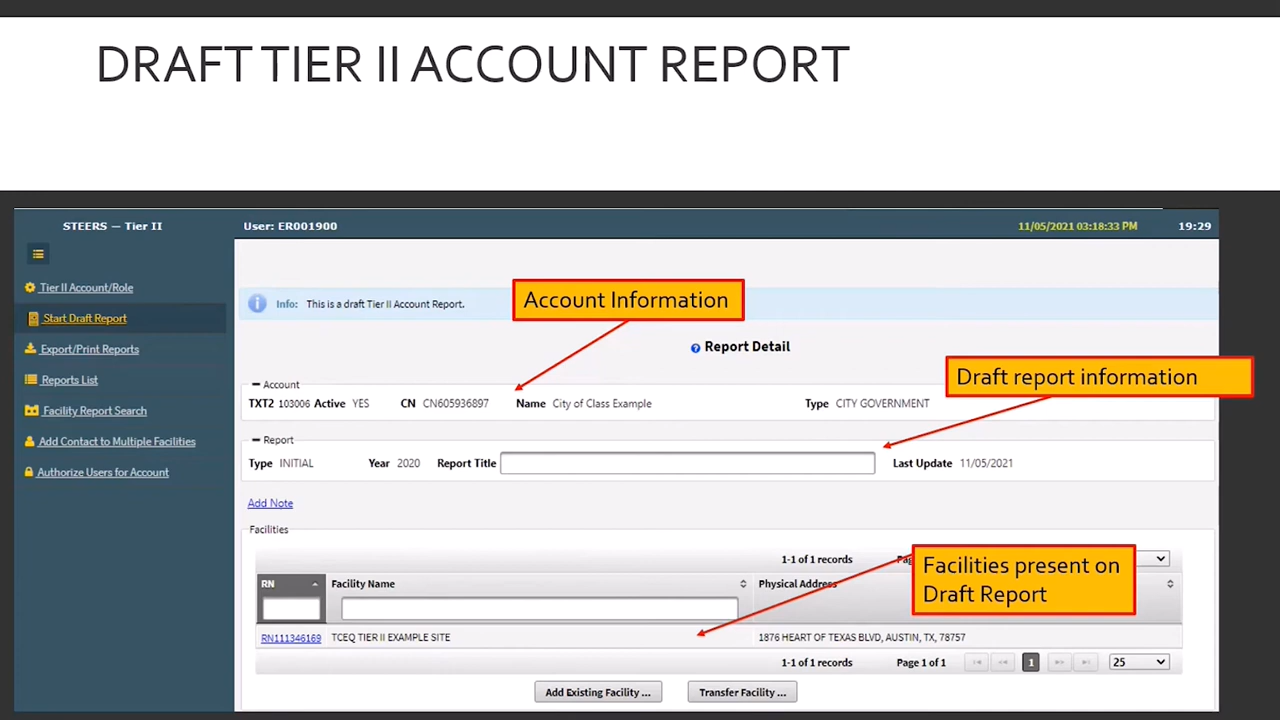 DRAFT TIER II ACCOUNT REPORT
STEERS — Tier II
User: ER001900
11/05/2021 03:18:33 PM
19:29
Tier II Account/Role
Start Draft Report
Export/Print Reports
Reports List
Facility Report Search
Add Contact to Multiple Facilities
Authorize Users for Account
Info: This is a draft Tier II Account Report.
Account Information
Report Detail
Draft report information
Account
TXT2 103006 Active YES CN CN605936897 Name City of Class Example Type CITY GOVERNMENT
Report
Type INITIAL Year 2020 Report Title Last Update 11/05/2021
Add Note
Facilities
1-1 of 1 records
Facilities present on
Draft Report
RN Facility Name Physical Address
RN111346169 TCEQ TIER II EXAMPLE SITE 1876 HEART OF TEXAS BLVD, AUSTIN, TX, 78757
1-1 of 1 records Page 1 of 1 1 25
Add Existing Facility ... Transfer Facility ...